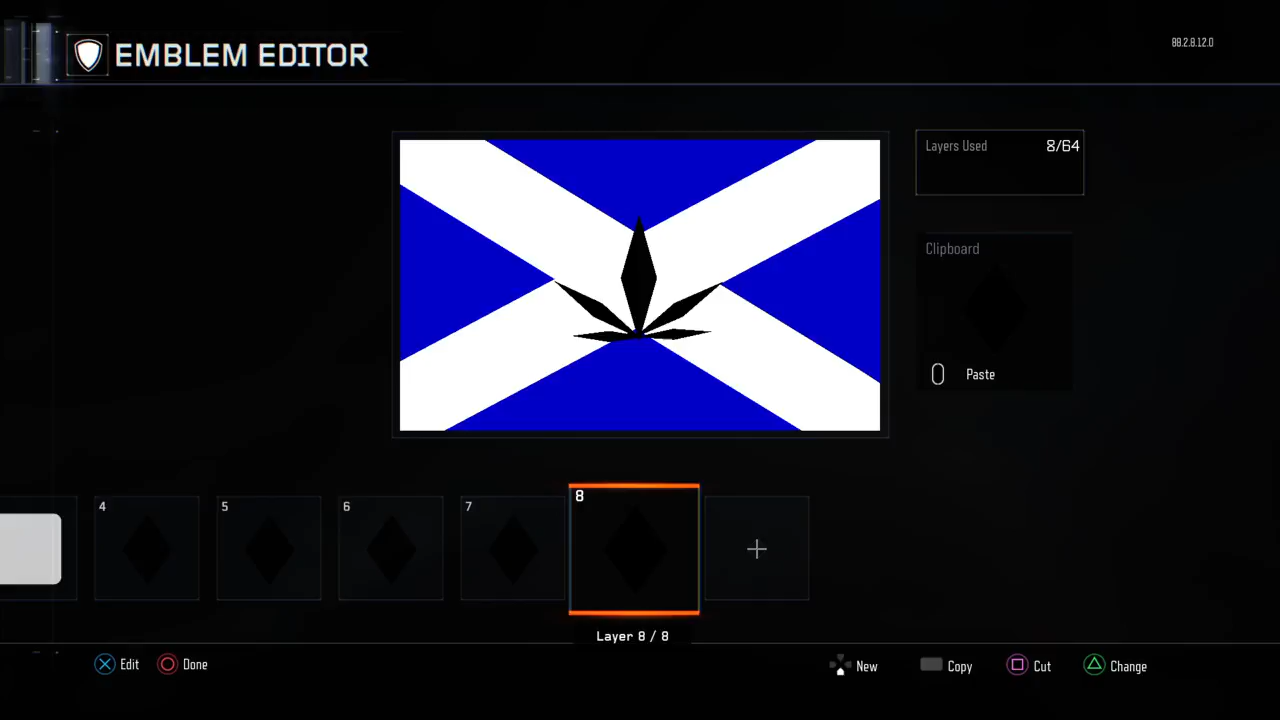 EMBLEM EDITOR
88.2.8.12.0
Layers Used 8/64
Clipboard
Paste
4 5 6 7 8
Layer 8 / 8
Edit Done New Copy Cut Change